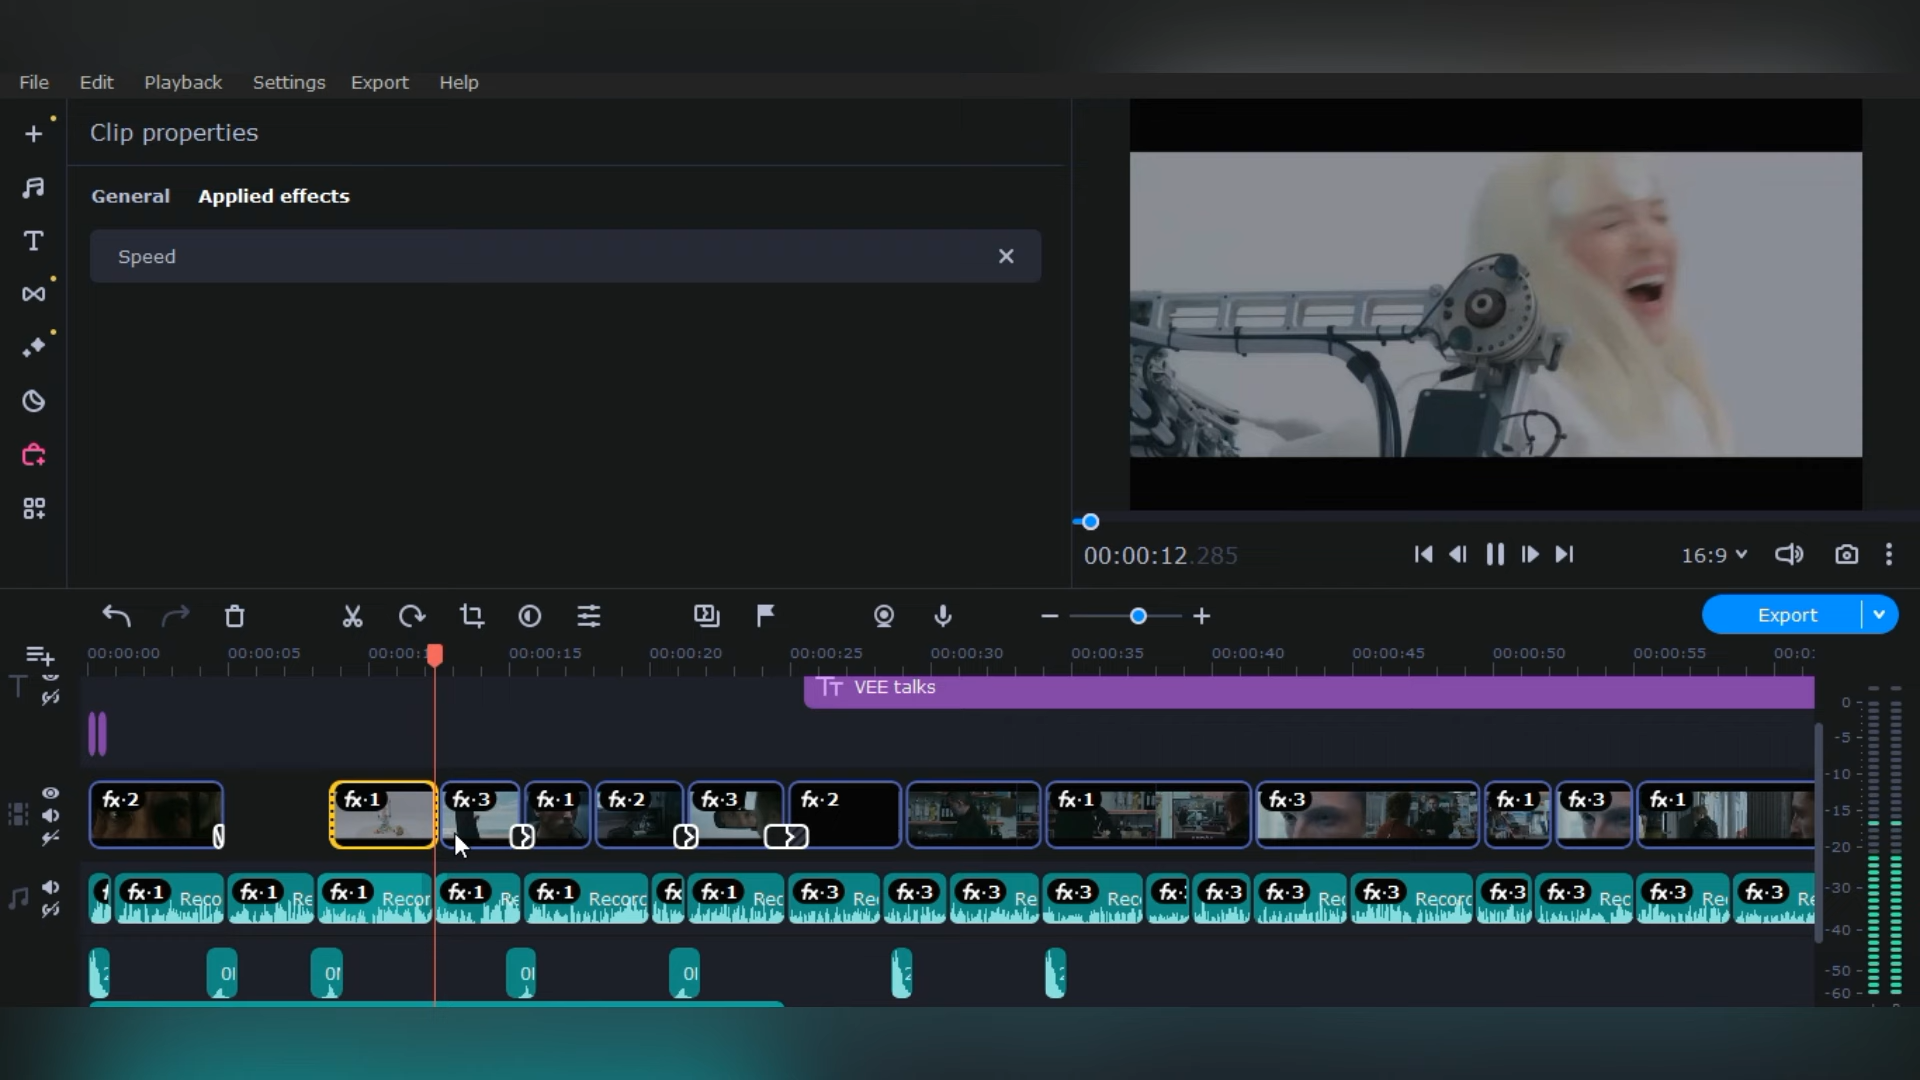 File Edit Playback Settings Export Help
Clip properties
General Applied effects
Speed
00:00:12.285
16:9
Export
00:00:00 00:00:05 00:00:1 00:00:15 00:00:20 00:00:25 00:00:30 00:00:35 00:00:40 00:00:45 00:00:50 00:00:55 00:0
VEE talks
0
-5
-10
-15
-20
-30
-40
-50
-60
fx·2 fx·1 fx·3 fx·1 fx·2 fx·3 fx·2 fx·1 fx·3 fx·1 fx·3 fx·1
fx·1 Reco fx·1 Re fx·1 Recor fx·1 Re fx·1 Record fx fx·1 Rec fx·3 Re fx·3 fx·3 Re fx·3 Rec fx· fx·3 fx·3 Rec fx·3 Record fx·3 fx·3 Rec fx·3 Re fx·3 Re